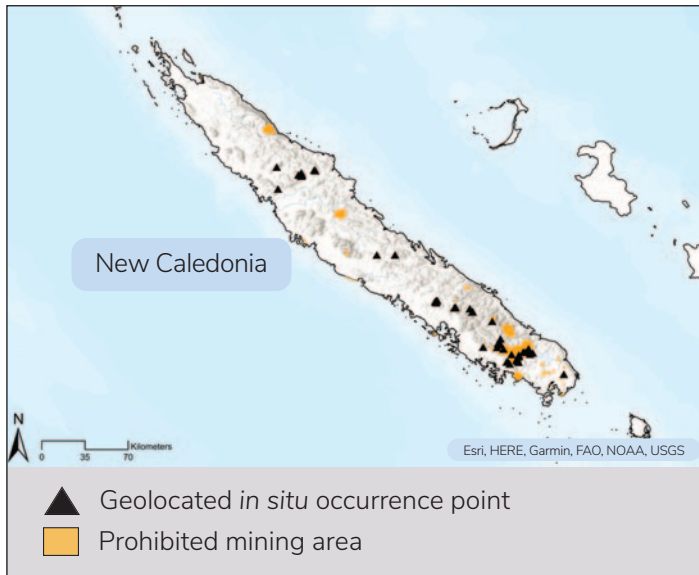 New Caledonia
N
Kilometers
0 35 70
Esri, HERE, Garmin, FAO, NOAA, USGS
Geolocated in situ occurrence point
Prohibited mining area